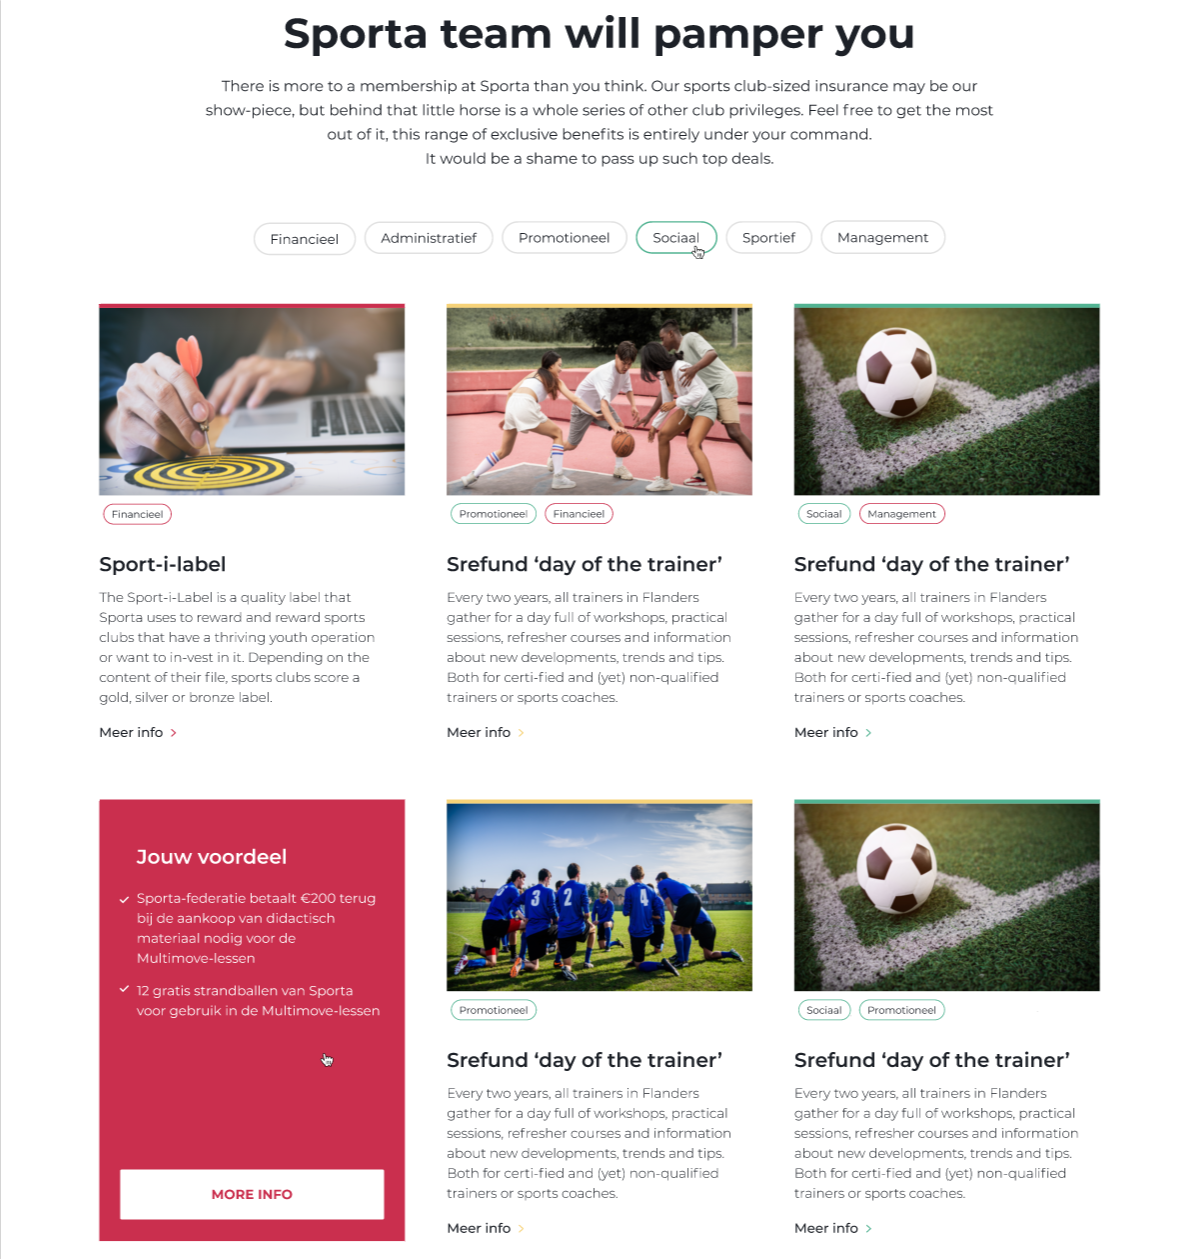 Sporta team will pamper you
There is more to a membership at Sporta than you think. Our sports club-sized insurance may be our
show-piece, but behind that little horse is a whole series of other club privileges. Feel free to get the most
out of it, this range of exclusive benefits is entirely under your command.
It would be a shame to pass up such top deals.
Financieel
Administratief
Promotioneel
Sociaal
Sportief
Management
Financieel
Sport-i-label
The Sport-i-Label is a quality label that
Sporta uses to reward and reward sports
clubs that have a thriving youth operation
or want to in-vest in it. Depending on the
content of their file, sports clubs score a
gold, silver or bronze label.
Meer info
Promotioneel
Financieel
Srefund ‘day of the trainer’
Every two years, all trainers in Flanders
gather for a day full of workshops, practical
sessions, refresher courses and information
about new developments, trends and tips.
Both for certi-fied and (yet) non-qualified
trainers or sports coaches.
Meer info
Sociaal
Management
Srefund ‘day of the trainer’
Every two years, all trainers in Flanders
gather for a day full of workshops, practical
sessions, refresher courses and information
about new developments, trends and tips.
Both for certi-fied and (yet) non-qualified
trainers or sports coaches.
Meer info
Jouw voordeel
Sporta-federatie betaalt €200 terug
bij de aankoop van didactisch
materiaal nodig voor de
Multimove-lessen
12 gratis strandballen van Sporta
voor gebruik in de Multimove-lessen
MORE INFO
3
2
4
Promotioneel
Srefund ‘day of the trainer’
Every two years, all trainers in Flanders
gather for a day full of workshops, practical
sessions, refresher courses and information
about new developments, trends and tips.
Both for certi-fied and (yet) non-qualified
trainers or sports coaches.
Meer info
Sociaal
Promotioneel
Srefund ‘day of the trainer’
Every two years, all trainers in Flanders
gather for a day full of workshops, practical
sessions, refresher courses and information
about new developments, trends and tips.
Both for certi-fied and (yet) non-qualified
trainers or sports coaches.
Meer info